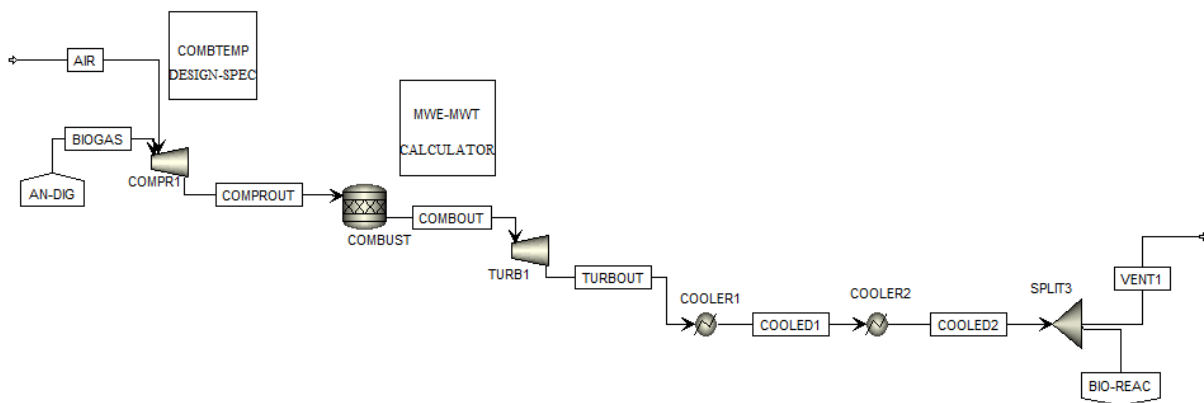 COMBTEMP
DESIGN-SPEC
AIR
MWE-MWT
CALCULATOR
BIOGAS
AN-DIG
COMPR1
COMPROUT
COMBUST
COMBOUT
TURB1
TURBOUT
COOLER1
COOLED1
COOLER2
COOLED2
SPLIT3
VENT1
BIO-REAC